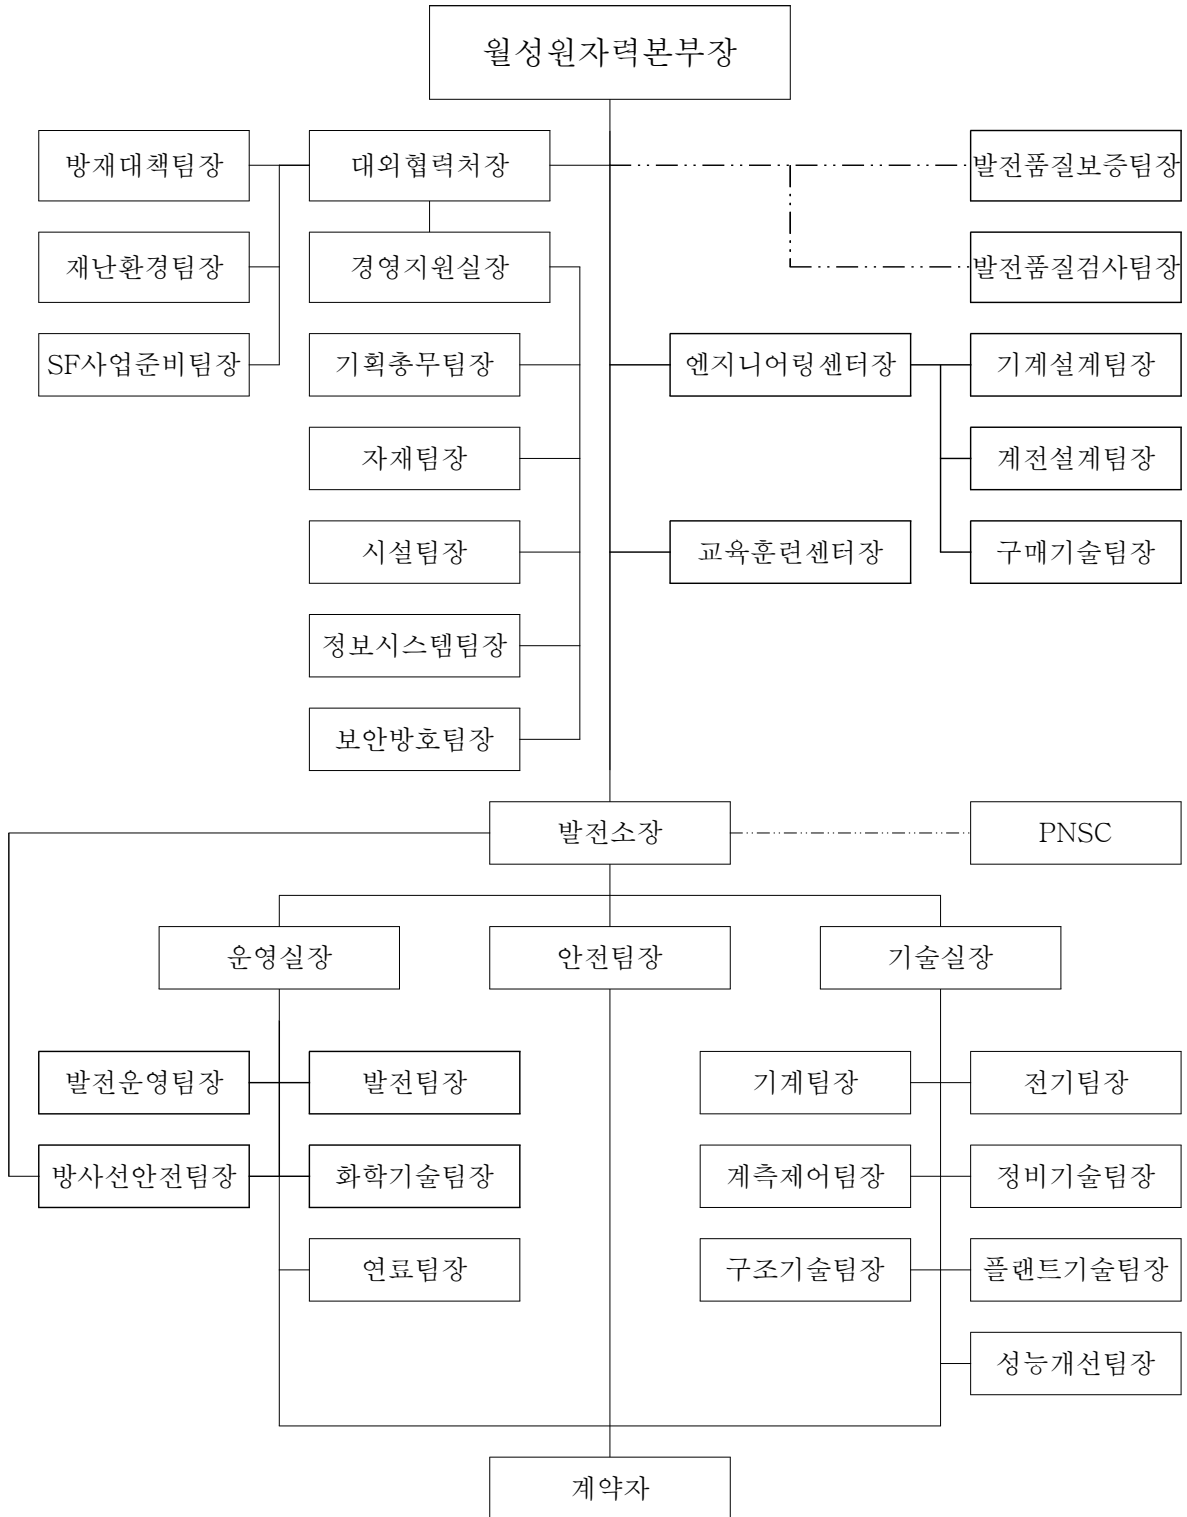 월성원자력본부장
방재대책팀장
대외협력처장
발전품질보증팀장
재난환경팀장
경영지원실장
발전품질검사팀장
SF사업준비팀장
기획총무팀장
엔지니어링센터장
기계설계팀장
자재팀장
계전설계팀장
시설팀장
교육훈련센터장
구매기술팀장
정보시스템팀장
보안방호팀장
발전소장
PNSC
운영실장
안전팀장
기술실장
발전운영팀장
발전팀장
기계팀장
전기팀장
방사선안전팀장
화학기술팀장
계측제어팀장
정비기술팀장
연료팀장
구조기술팀장
플랜트기술팀장
성능개선팀장
계약자